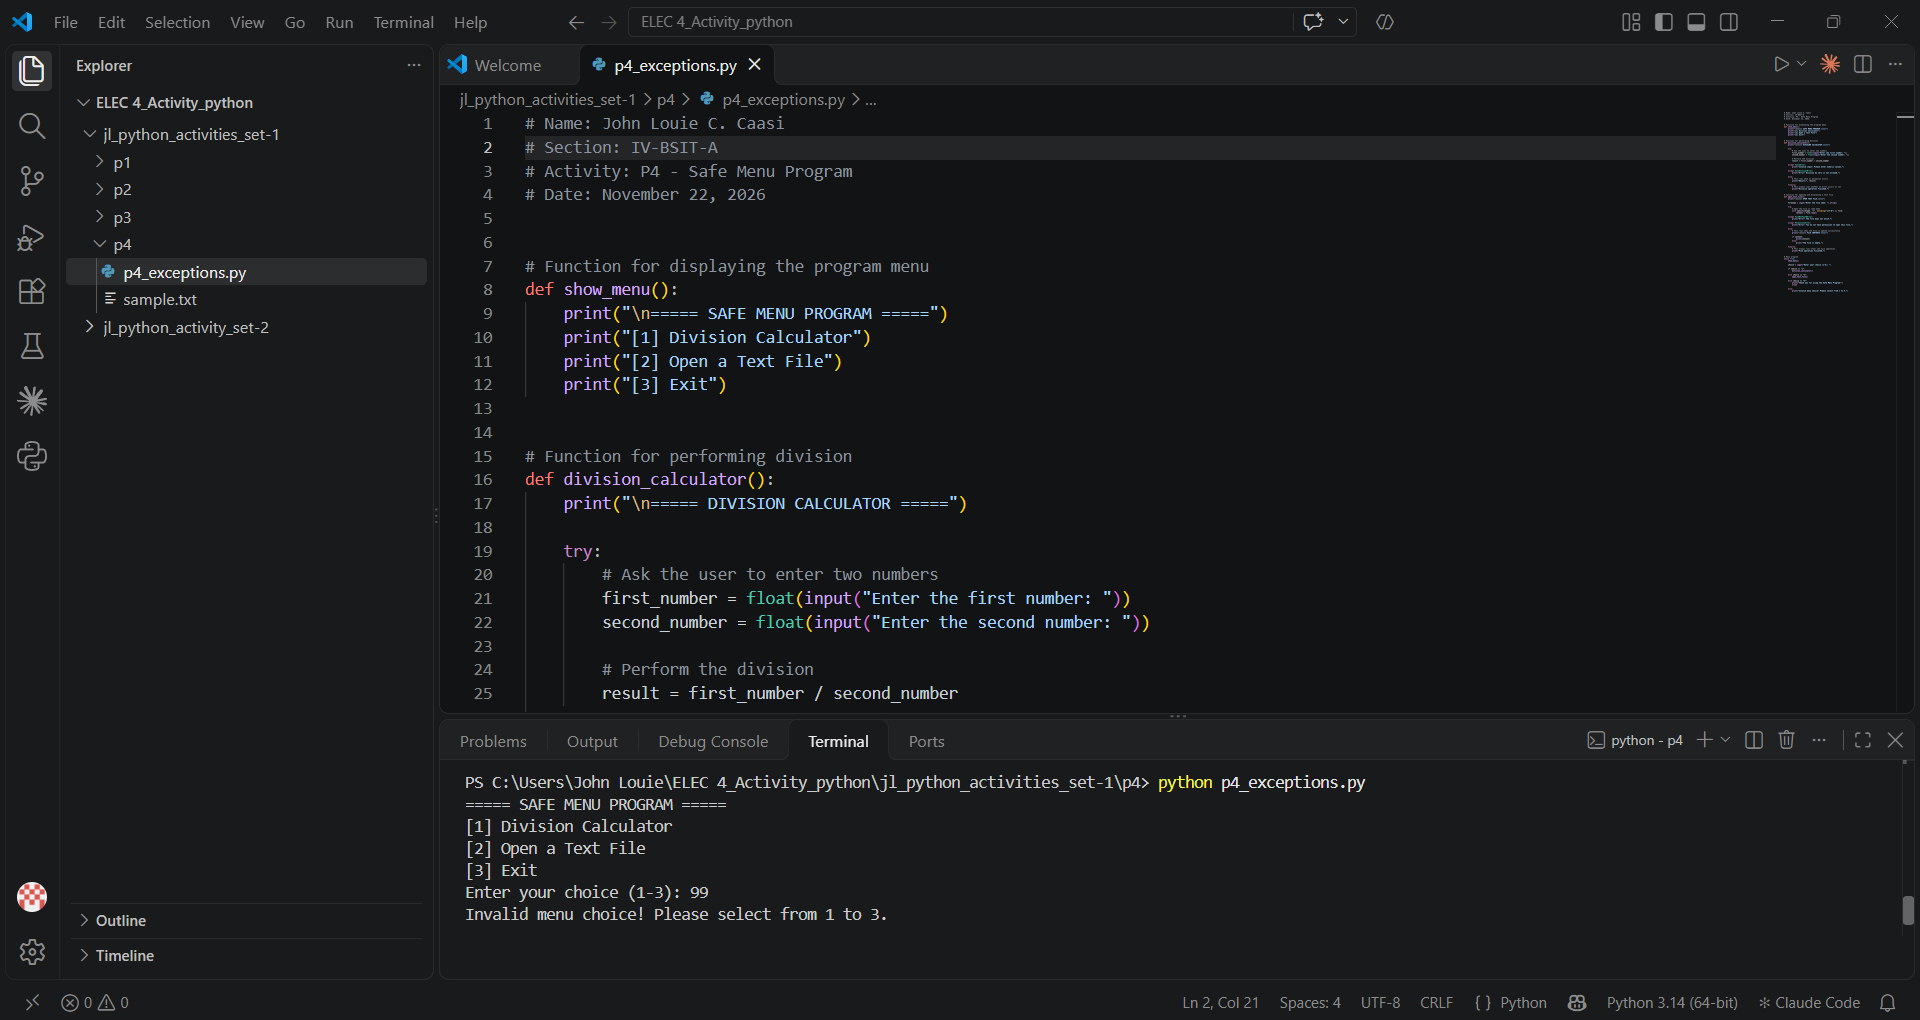 File Edit Selection View Go Run Terminal Help
ELEC 4_Activity_python
Explorer
ELEC 4_Activity_python
jl_python_activities_set-1
p1
p2
p3
p4
p4_exceptions.py
sample.txt
jl_python_activity_set-2
Outline
Timeline
Welcome
p4_exceptions.py
jl_python_activities_set-1 > p4 > p4_exceptions.py > ...
1 # Name: John Louie C. Caasi
2 # Section: IV-BSIT-A
3 # Activity: P4 - Safe Menu Program
4 # Date: November 22, 2026
5
6
7 # Function for displaying the program menu
8 def show_menu():
9     print("\n===== SAFE MENU PROGRAM =====")
10     print("[1] Division Calculator")
11     print("[2] Open a Text File")
12     print("[3] Exit")
13
14
15 # Function for performing division
16 def division_calculator():
17     print("\n===== DIVISION CALCULATOR =====")
18
19     try:
20         # Ask the user to enter two numbers
21         first_number = float(input("Enter the first number: "))
22         second_number = float(input("Enter the second number: "))
23
24         # Perform the division
25         result = first_number / second_number
Problems Output Debug Console Terminal Ports
python - p4
PS C:\Users\John Louie\ELEC 4_Activity_python\jl_python_activities_set-1\p4> python p4_exceptions.py
===== SAFE MENU PROGRAM =====
[1] Division Calculator
[2] Open a Text File
[3] Exit
Enter your choice (1-3): 99
Invalid menu choice! Please select from 1 to 3.
0 0
Ln 2, Col 21 Spaces: 4 UTF-8 CRLF { } Python Python 3.14 (64-bit) Claude Code